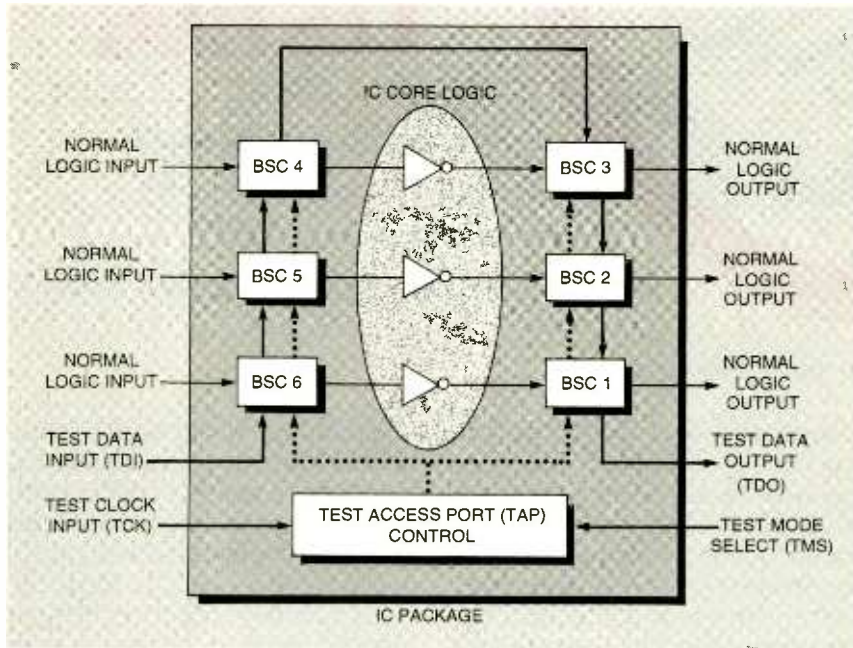 IC CORE LOGIC
NORMAL
LOGIC INPUT
BSC 4
BSC 3
NORMAL
LOGIC
OUTPUT
NORMAL
LOGIC INPUT
BSC 5
BSC 2
NORMAL
LOGIC
OUTPUT
NORMAL
LOGIC INPUT
BSC 6
BSC 1
NORMAL
LOGIC
OUTPUT
TEST DATA
INPUT (TDI)
TEST DATA
OUTPUT
(TDO)
TEST CLOCK
INPUT (TCK)
TEST ACCESS PORT (TAP)
CONTROL
TEST MODE
SELECT (TMS)
IC PACKAGE